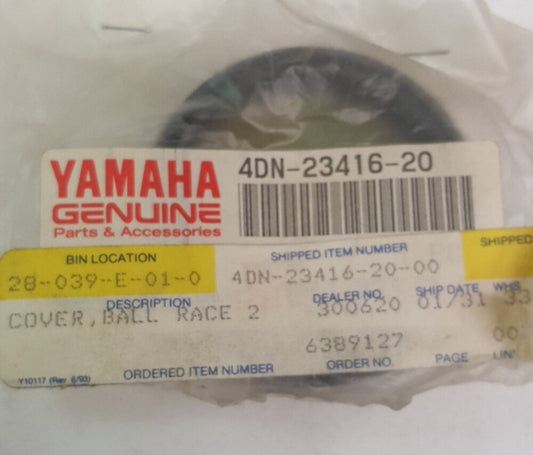 YAMAHA
GENUINE
Parts & Accessories
4DN-23416-20
BIN LOCATION
28-039-E-01-0
SHIPPED ITEM NUMBER
4DN-23416-20-00
SHIPPED
DESCRIPTION
COVER,BALL RACE 2
DEALER NO. SHIP DATE WHS
300620 01/31 33
6389127 00
ORDERED ITEM NUMBER ORDER NO. PAGE
Y10117 (Rev 6/93)